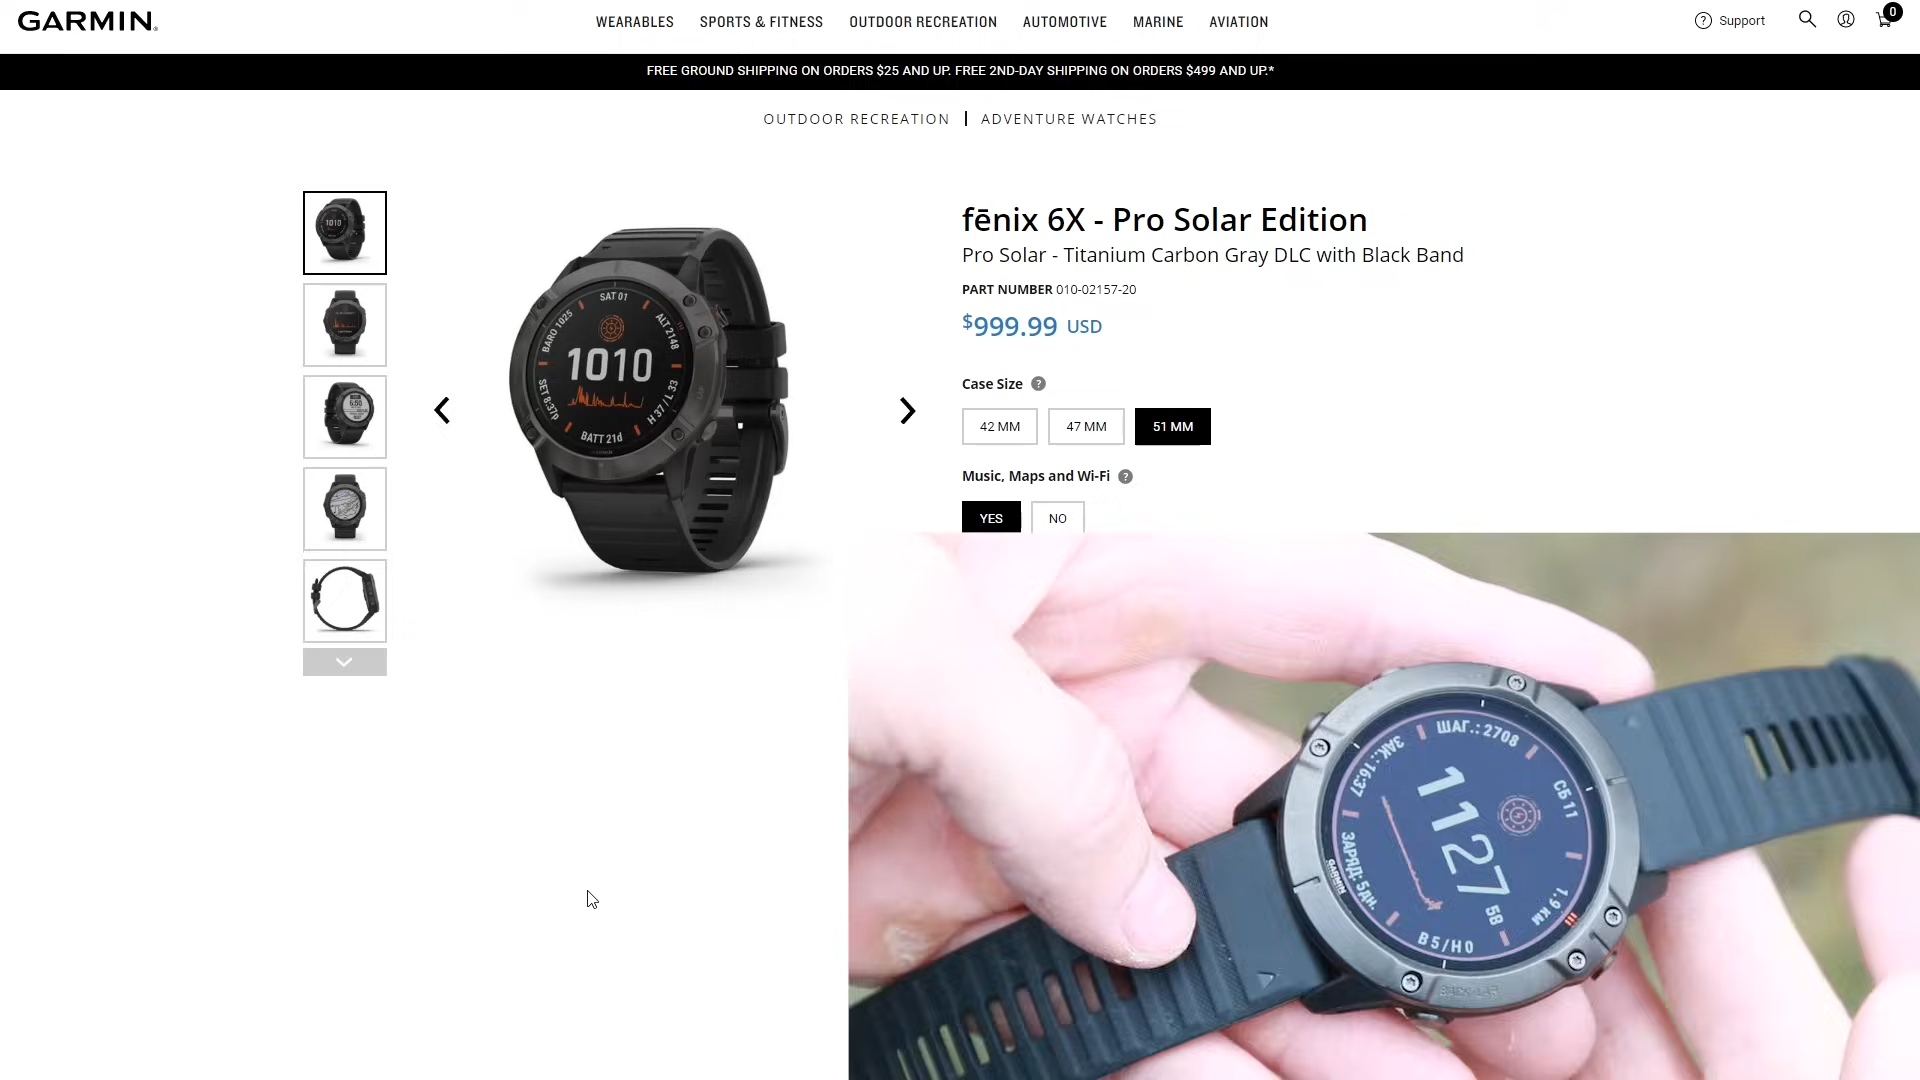 GARMIN
WEARABLES SPORTS & FITNESS OUTDOOR RECREATION AUTOMOTIVE MARINE AVIATION
Support
0
FREE GROUND SHIPPING ON ORDERS $25 AND UP. FREE 2ND-DAY SHIPPING ON ORDERS $499 AND UP.*
OUTDOOR RECREATION | ADVENTURE WATCHES
fēnix 6X - Pro Solar Edition
Pro Solar - Titanium Carbon Gray DLC with Black Band
PART NUMBER 010-02157-20
$999.99 USD
Case Size ?
42 MM 47 MM 51 MM
Music, Maps and Wi-Fi ?
YES NO
SAT 01
BARO 1025
ALT 2148
1010
SET 8:37p
H 37 / L 33
BATT 21d
ШАГ.: 2708
ЗАК.: 16:37
СБ 11
1127
58
ЗАРЯД: 5 ДН.
1,9 КМ
В 5 / Н 0
GARMIN